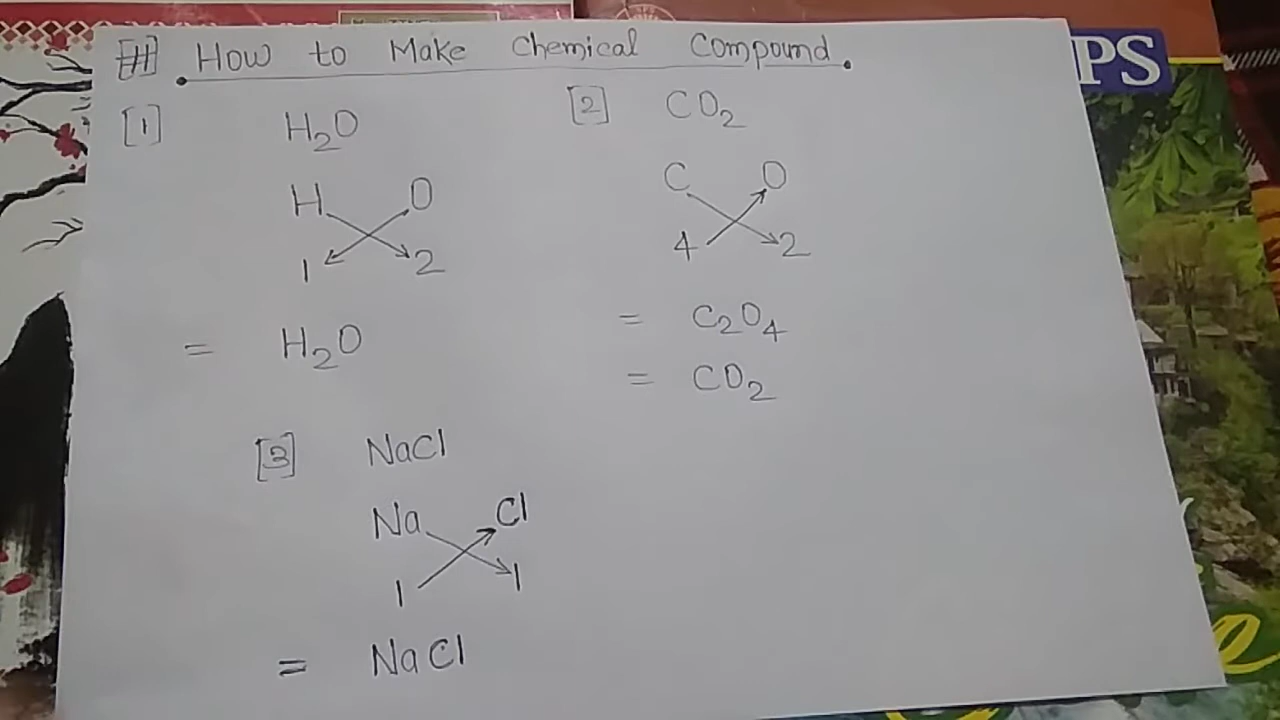 [#] How to Make Chemical Compound.
[1] H₂O
H O
1 2
= H₂O
[2] CO₂
C O
4 2
= C₂O₄
= CO₂
[3] NaCl
Na Cl
1 1
= NaCl
PS